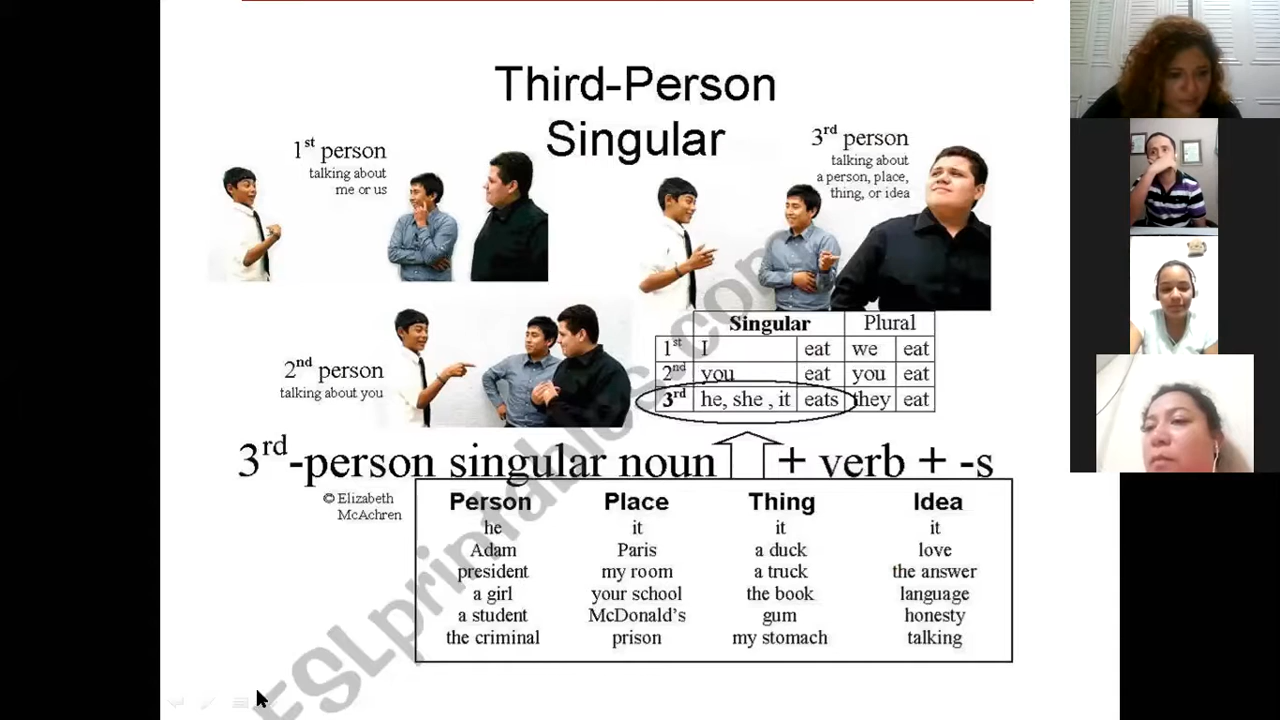 Third-Person
Singular
1st person
talking about
me or us
3rd person
talking about
a person, place,
thing, or idea
2nd person
talking about you
Singular Plural
1st I eat we eat
2nd you eat you eat
3rd he, she , it eats they eat
3rd-person singular noun + verb + -s
© Elizabeth
McAchren
Person Place Thing Idea
he it it it
Adam Paris a duck love
president my room a truck the answer
a girl your school the book language
a student McDonald's gum honesty
the criminal prison my stomach talking
ESLprintables.com